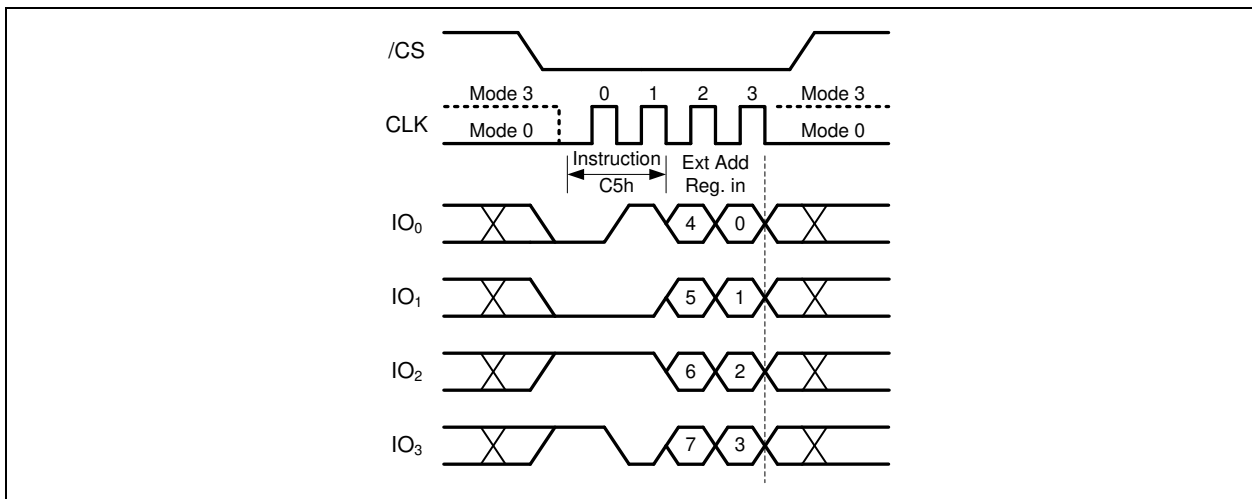 /CS
Mode 3 0 1 2 3 Mode 3
CLK
Mode 0 Mode 0
Instruction Ext Add
C5h Reg. in
IO₀ 4 0
IO₁ 5 1
IO₂ 6 2
IO₃ 7 3